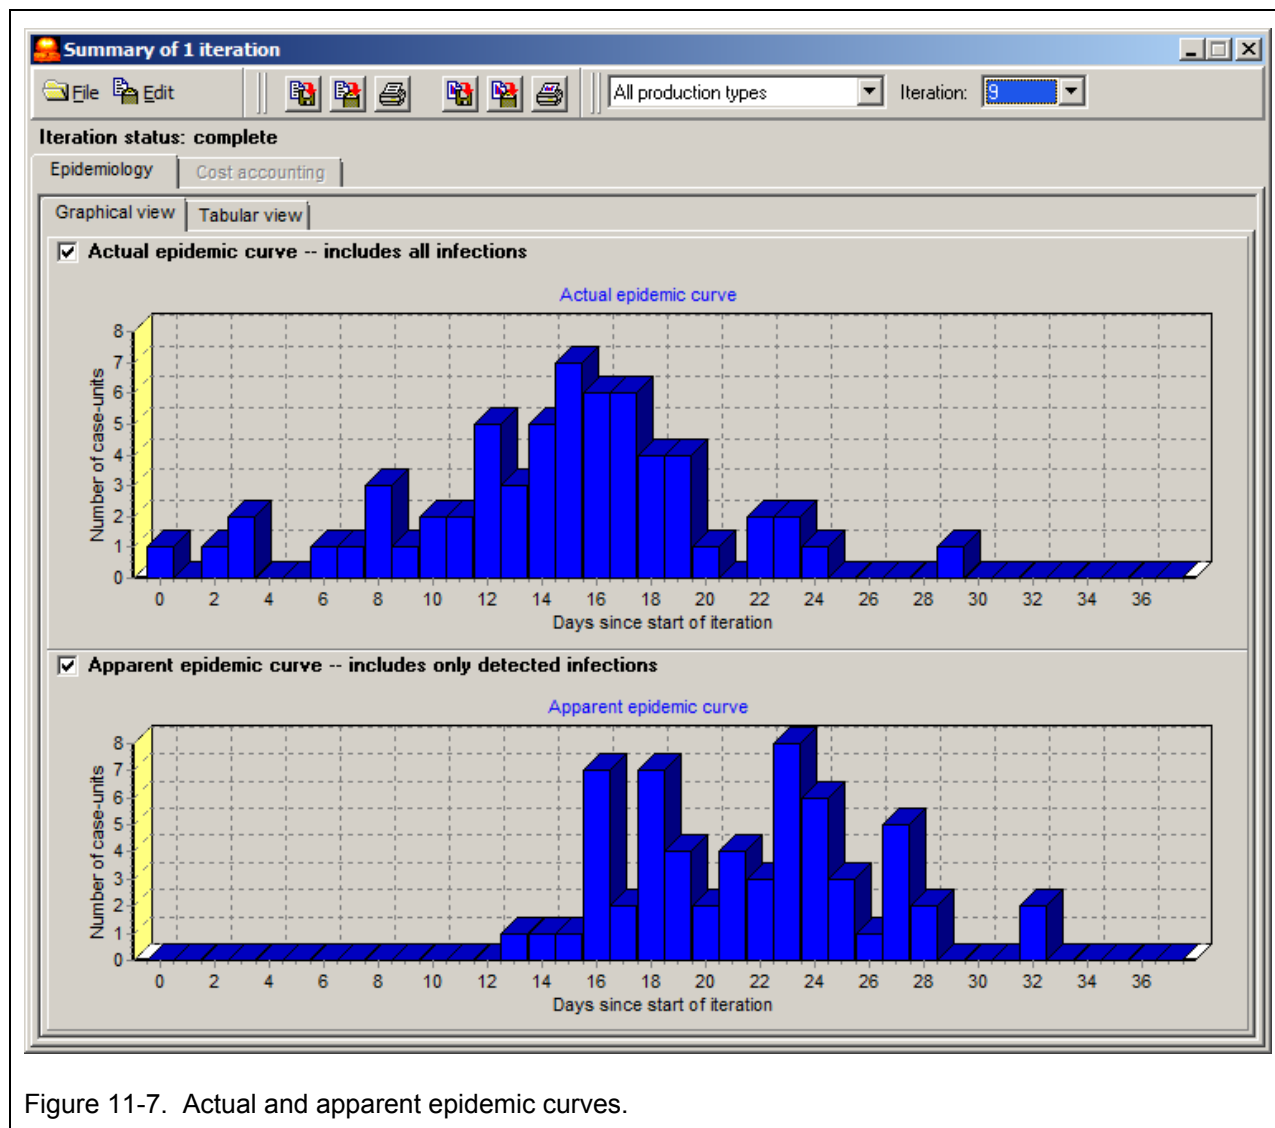 Summary of 1 iteration
File Edit All production types Iteration: 9
Iteration status: complete
Epidemiology Cost accounting
Graphical view Tabular view
Actual epidemic curve -- includes all infections
Actual epidemic curve
8
7
6
5
4
3
2
1
0
Number of case-units
0 2 4 6 8 10 12 14 16 18 20 22 24 26 28 30 32 34 36
Days since start of iteration
Apparent epidemic curve -- includes only detected infections
Apparent epidemic curve
8
7
6
5
4
3
2
1
0
Number of case-units
0 2 4 6 8 10 12 14 16 18 20 22 24 26 28 30 32 34 36
Days since start of iteration
Figure 11-7. Actual and apparent epidemic curves.